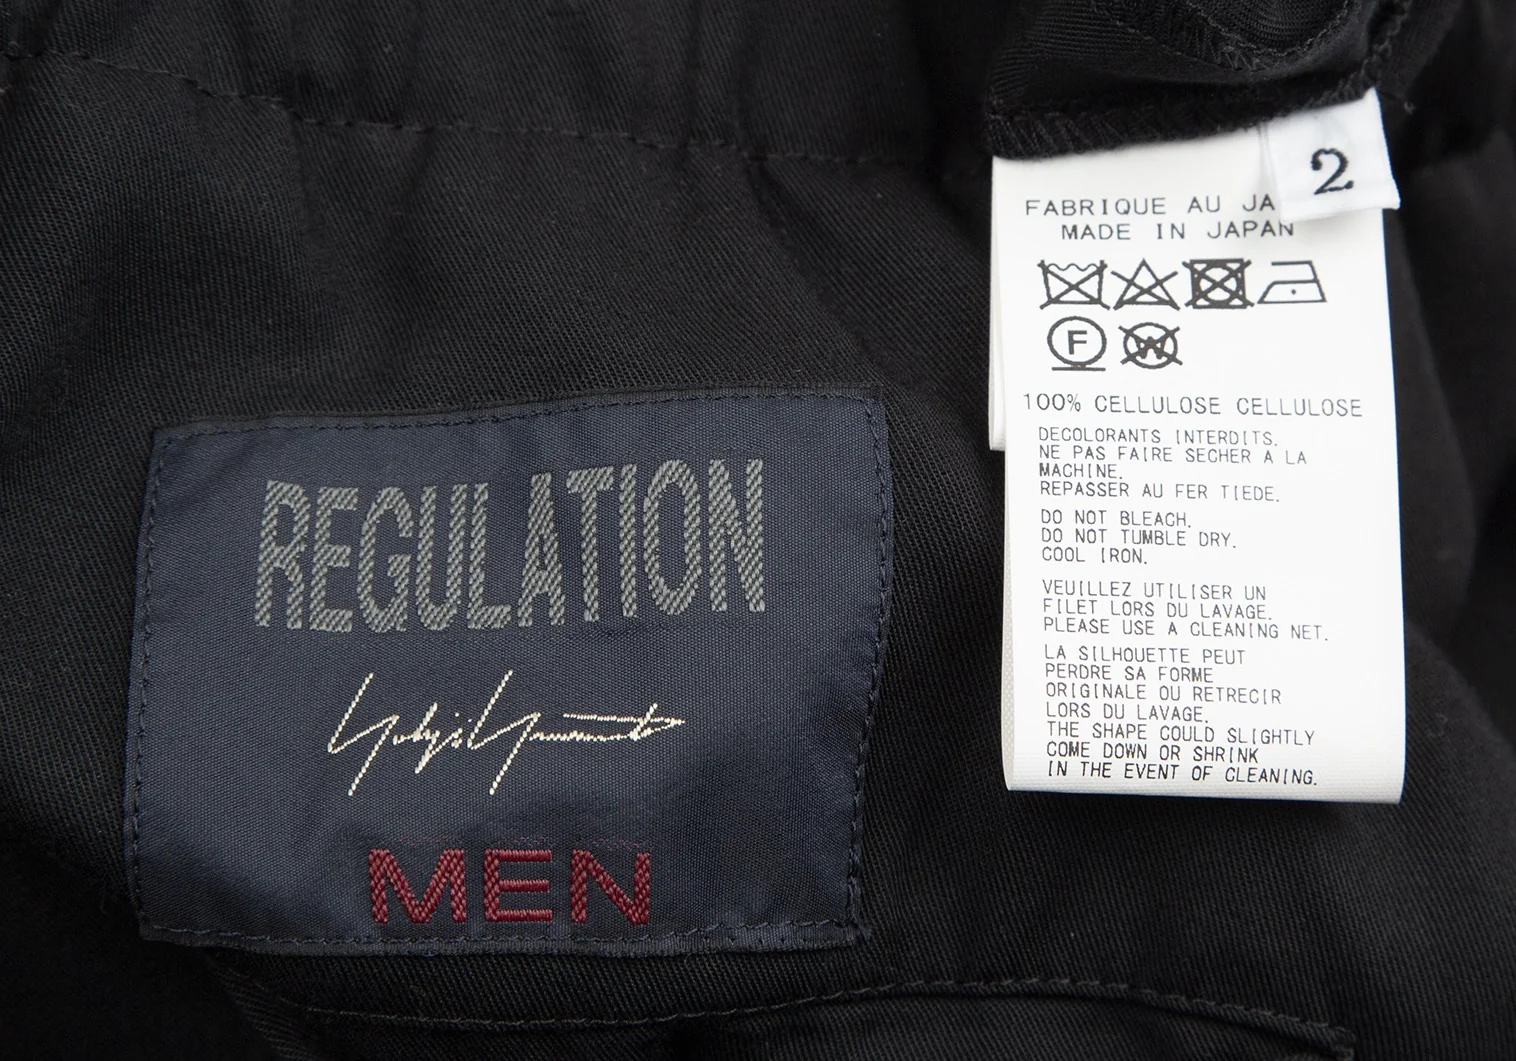 REGULATION
Yohji Yamamoto
MEN
2
FABRIQUE AU JA
MADE IN JAPAN
F
W
100% CELLULOSE CELLULOSE
DECOLORANTS INTERDITS.
NE PAS FAIRE SECHER A LA
MACHINE.
REPASSER AU FER TIEDE.
DO NOT BLEACH.
DO NOT TUMBLE DRY.
COOL IRON.
VEUILLEZ UTILISER UN
FILET LORS DU LAVAGE.
PLEASE USE A CLEANING NET.
LA SILHOUETTE PEUT
PERDRE SA FORME
ORIGINALE OU RETRECIR
LORS DU LAVAGE.
THE SHAPE COULD SLIGHTLY
COME DOWN OR SHRINK
IN THE EVENT OF CLEANING.